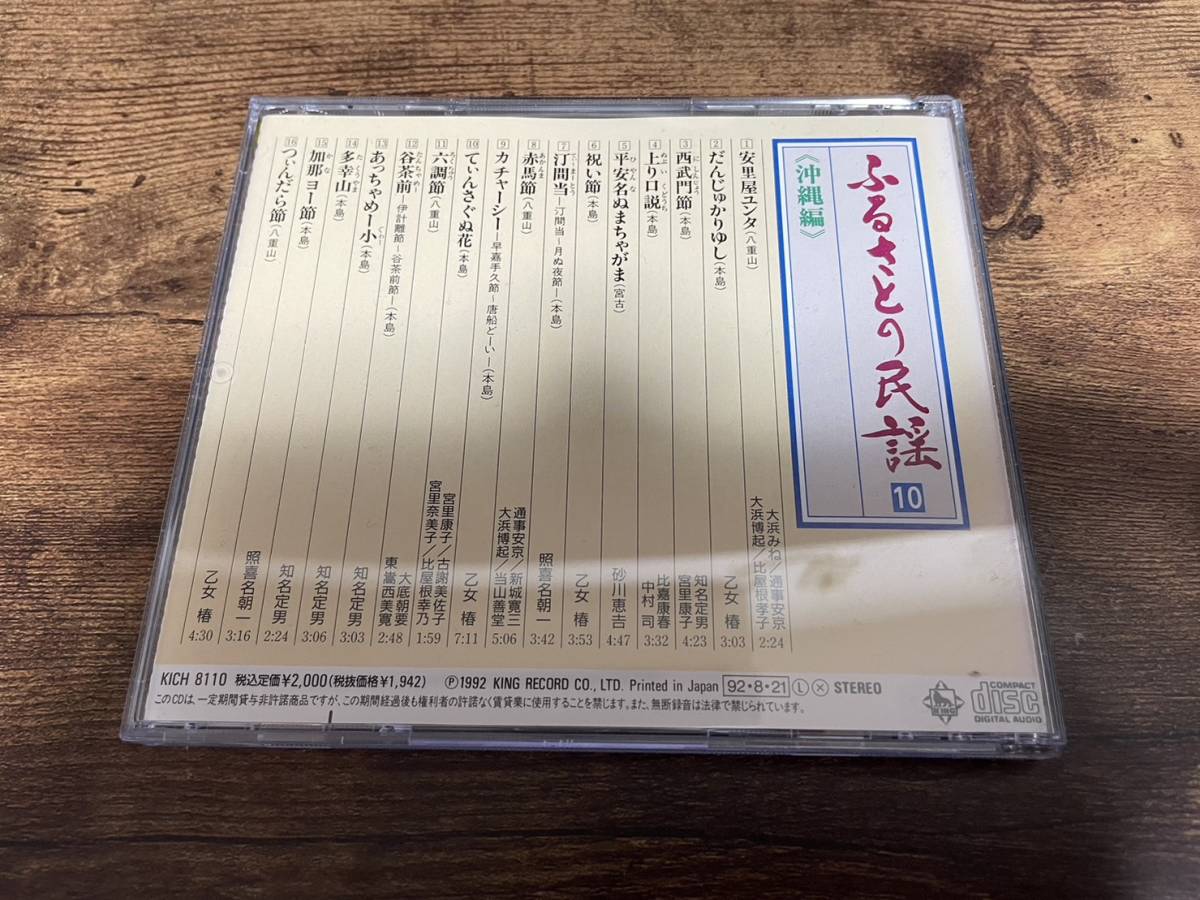 ふるさとの民謡 10
《沖縄編》
1 安里屋ユンタ(八重山) 大浜みね/通事安京 大浜博起/比屋根孝子 2:24
2 だんじゅかりゆし(本島) 乙女 椿 3:03
3 西武門節(本島) 知名定男 宮里康子 4:23
4 上り口説(本島) 比嘉康春 中村 司 3:32
5 平安名ぬまちゃがま(宮古) 砂川恵吉 4:47
6 祝い節(本島) 乙女 椿 3:53
7 汀間当―汀間当~月ぬ夜節―(本島)
8 赤馬節(八重山) 照喜名朝一 3:42
9 カチャーシー―早嘉手久節~唐船どーい―(本島) 通事安京/新城寛三 大浜博起/当山善堂 5:06
10 てぃんさぐぬ花(本島) 乙女 椿 7:11
11 六調節(八重山) 宮里康子/古謝美佐子 宮里奈美子/比屋根幸乃 1:59
12 谷茶前―伊計離節~谷茶前節―(本島) 大底朝要 東嵩西美寛 2:48
13 あっちゃめー小(本島) 知名定男 3:03
14 多幸山(本島) 知名定男 3:06
15 加那ヨー節(本島) 知名定男 2:24
16 つぃんだら節(八重山) 照喜名朝一 3:16
乙女 椿 4:30
KICH 8110 税込定価¥2,000(税抜価格¥1,942) Ⓟ1992 KING RECORD CO., LTD. Printed in Japan 92・8・21 Ⓛ Ⓧ STEREO
このCDは、一定期間貸与非許諾商品ですが、この期間経過後も権利者の許諾なく賃貸業に使用することを禁じます。また、無断録音は法律で禁じられています。
KING
COMPACT disc DIGITAL AUDIO